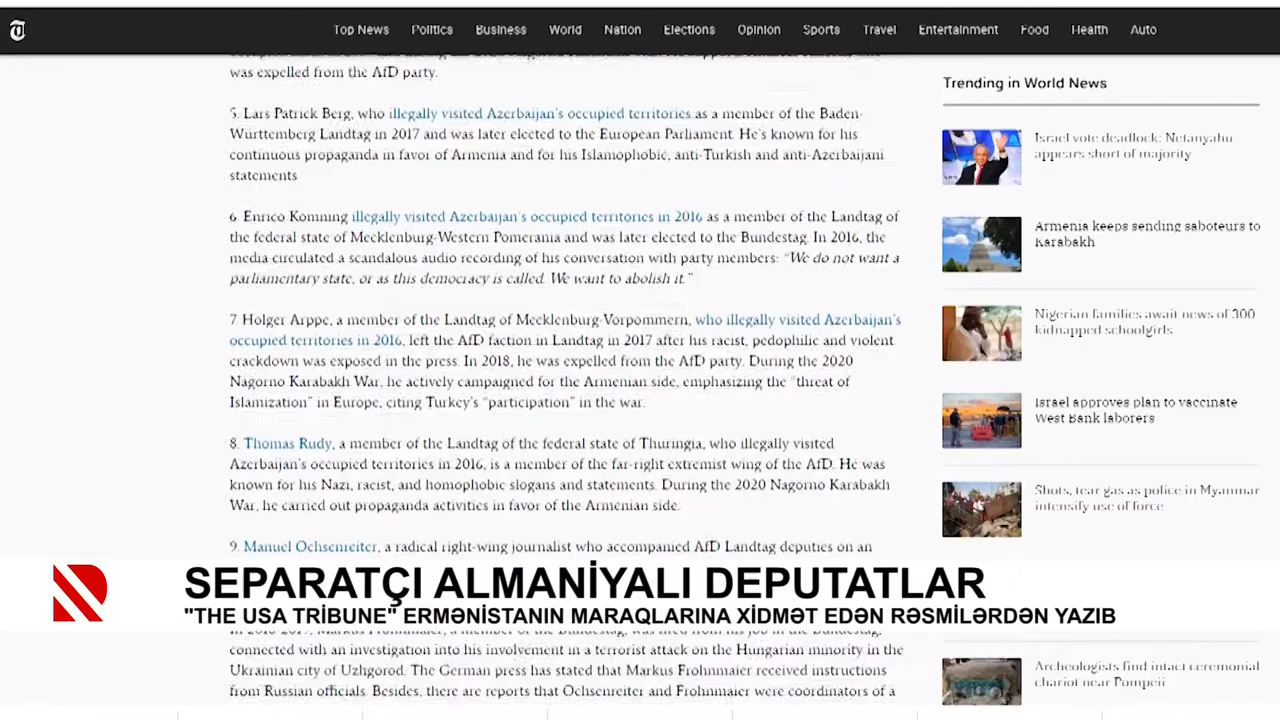 Top News Politics Business World Nation Elections Opinion Sports Travel Entertainment Food Health Auto
was expelled from the AfD party.
5. Lars Patrick Berg, who illegally visited Azerbaijan's occupied territories as a member of the Baden-
Württemberg Landtag in 2017 and was later elected to the European Parliament. He's known for his
continuous propaganda in favor of Armenia and for his Islamophobic, anti-Turkish and anti-Azerbaijani
statements
6. Enrico Komning illegally visited Azerbaijan's occupied territories in 2016 as a member of the Landtag of
the federal state of Mecklenburg-Western Pomerania and was later elected to the Bundestag. In 2016, the
media circulated a scandalous audio recording of his conversation with party members: "We do not want a
parliamentary state, or as this democracy is called. We want to abolish it."
7. Holger Arppe, a member of the Landtag of Mecklenburg-Vorpommern, who illegally visited Azerbaijan's
occupied territories in 2016, left the AfD faction in Landtag in 2017 after his racist, pedophilic and violent
crackdown was exposed in the press. In 2018, he was expelled from the AfD party. During the 2020
Nagorno Karabakh War, he actively campaigned for the Armenian side, emphasizing the "threat of
Islamization" in Europe, citing Turkey's "participation" in the war.
8. Thomas Rudy, a member of the Landtag of the federal state of Thuringia, who illegally visited
Azerbaijan's occupied territories in 2016, is a member of the far-right extremist wing of the AfD. He was
known for his Nazi, racist, and homophobic slogans and statements. During the 2020 Nagorno Karabakh
War, he carried out propaganda activities in favor of the Armenian side.
9. Manuel Ochsenreiter, a radical right-wing journalist who accompanied AfD Landtag deputies on an
Trending in World News
Israel vote deadlock: Netanyahu
appears short of majority
Armenia keeps sending saboteurs to
Karabakh
Nigerian families await news of 300
kidnapped schoolgirls
Israel approves plan to vaccinate
West Bank laborers
Shots, tear gas as police in Myanmar
intensify use of force
SEPARATÇI ALMANİYALI DEPUTATLAR
"THE USA TRİBUNE" ERMƏNİSTANIN MARAQLARINA XİDMƏT EDƏN RƏSMİLƏRDƏN YAZIB
connected with an investigation into his involvement in a terrorist attack on the Hungarian minority in the
Ukrainian city of Uzhgorod. The German press has stated that Markus Frohnmaier received instructions
from Russian officials. Besides, there are reports that Ochsenreiter and Frohnmaier were coordinators of a
Archeologists find intact ceremonial
chariot near Pompeii